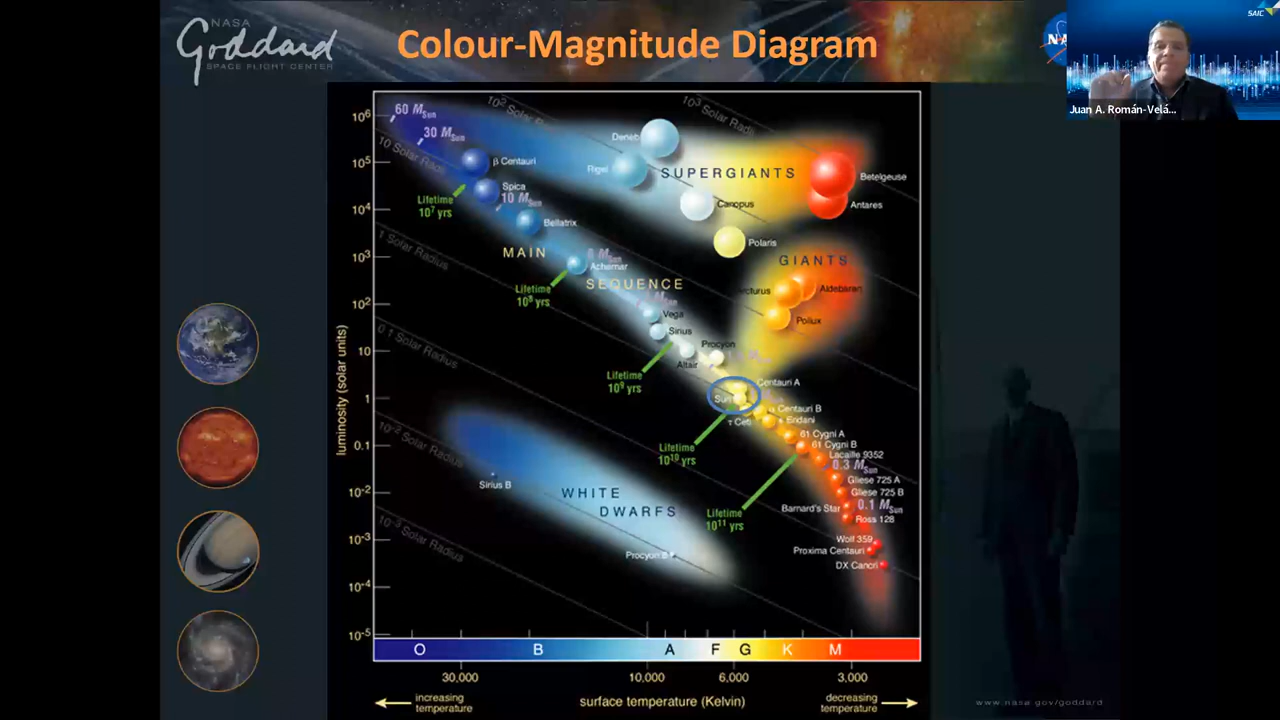 NASA
Goddard
SPACE FLIGHT CENTER
Colour-Magnitude Diagram
SAIC
Juan A. Román-Velá...
60 M Sun
30 M Sun
10² Solar
10³ Solar
10 Solar
Deneb
β Centauri
Rigel
SUPERGIANTS
Betelgeuse
Spica
10 M Sun
Lifetime
10⁷ yrs
Canopus
Antares
Bellatrix
Polaris
1 Solar Radius
MAIN
Achernar
SEQUENCE
GIANTS
Lifetime
10⁸ yrs
Aldebaran
Arcturus
Vega
Pollux
Sirius
0.1 Solar Radius
Procyon
Altair
Lifetime
10⁹ yrs
Centauri A
Sun
Centauri B
τ Ceti
Eridani
10⁻² Solar Radius
61 Cygni A
61 Cygni B
Lifetime
10¹⁰ yrs
Lacaille 9352
0.3 M Sun
Gliese 725 A
Sirius B
Gliese 725 B
WHITE
DWARFS
Lifetime
10¹¹ yrs
Barnard's Star
0.1 M Sun
Ross 128
10⁻³ Solar Radius
Wolf 359
Procyon B
Proxima Centauri
DX Cancri
luminosity (solar units)
10⁶
10⁵
10⁴
10³
10²
10
1
0.1
10⁻²
10⁻³
10⁻⁴
10⁻⁵
O B A F G K M
30,000 10,000 6,000 3,000
increasing
temperature
surface temperature (Kelvin)
decreasing
temperature
www.nasa.gov/goddard